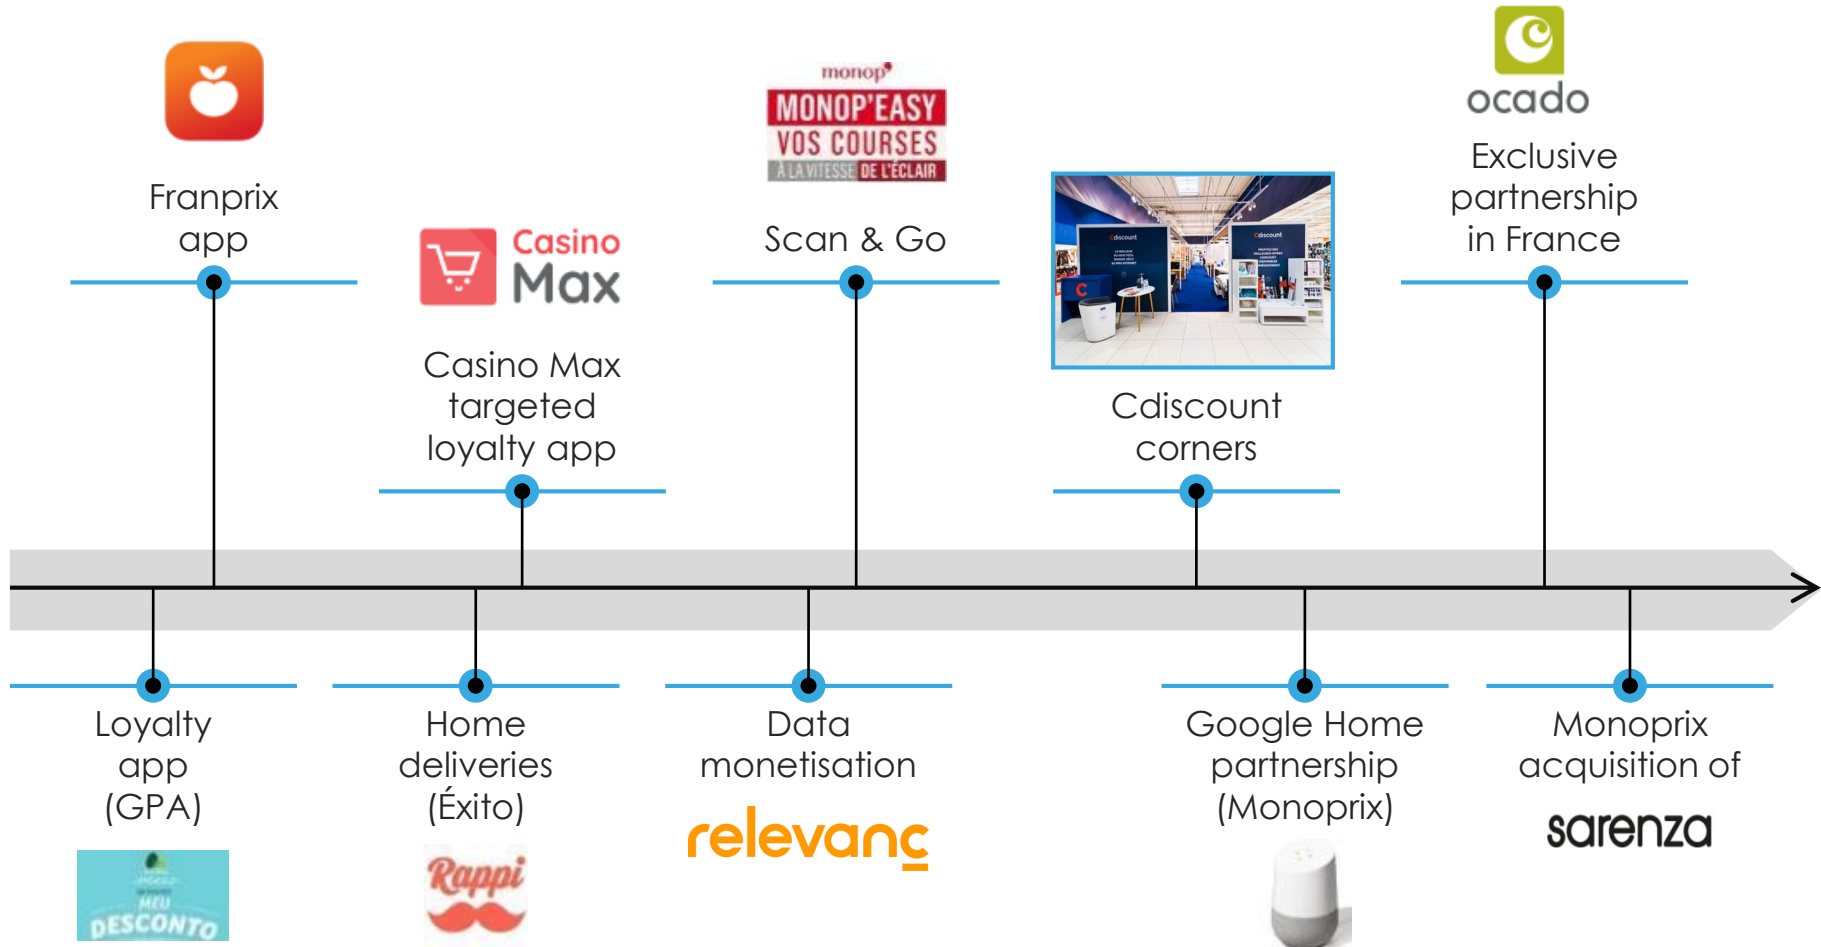 Franprix
app
Casino
Max
Casino Max
targeted
loyalty app
monop'
MONOP'EASY
VOS COURSES
À LA VITESSE DE L'ÉCLAIR
Scan & Go
Cdiscount
Cdiscount
C
Cdiscount
corners
ocado
Exclusive
partnership
in France
Loyalty
app
(GPA)
MEU
DESCONTO
Home
deliveries
(Éxito)
Rappi
Data
monetisation
relevanc
Google Home
partnership
(Monoprix)
Monoprix
acquisition of
sarenza